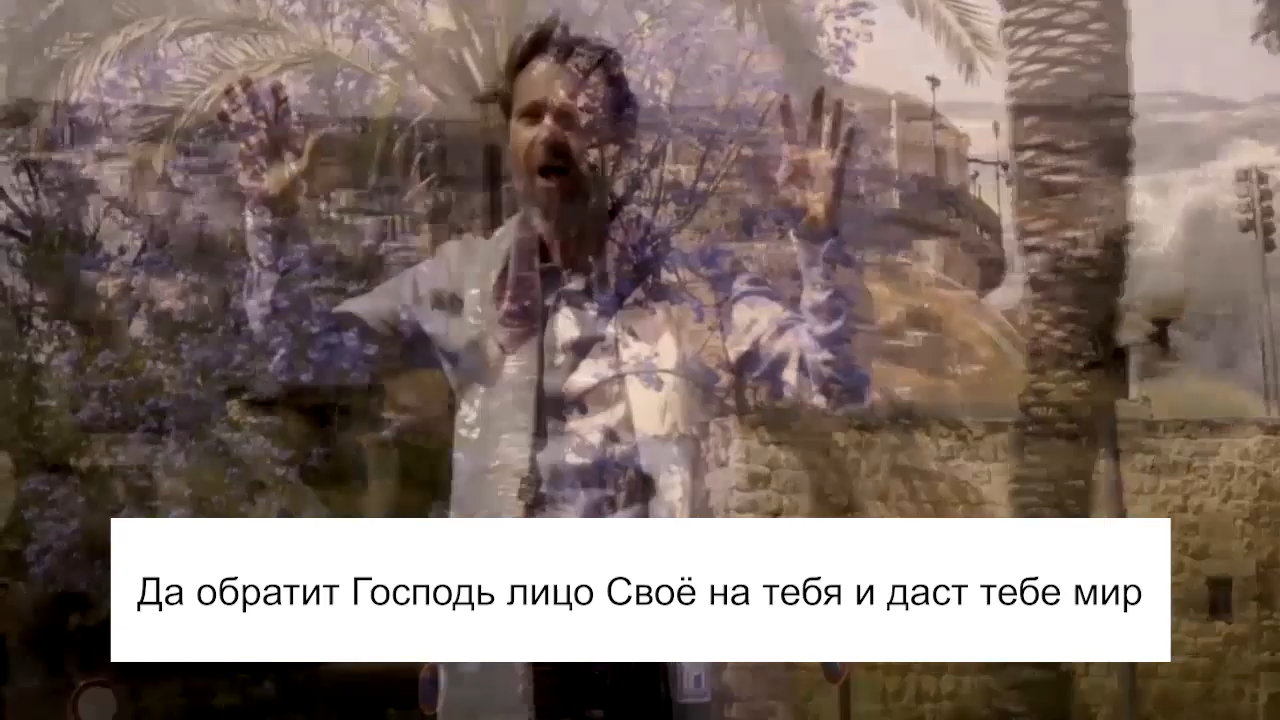 Да обратит Господь лицо Своё на тебя и даст тебе мир